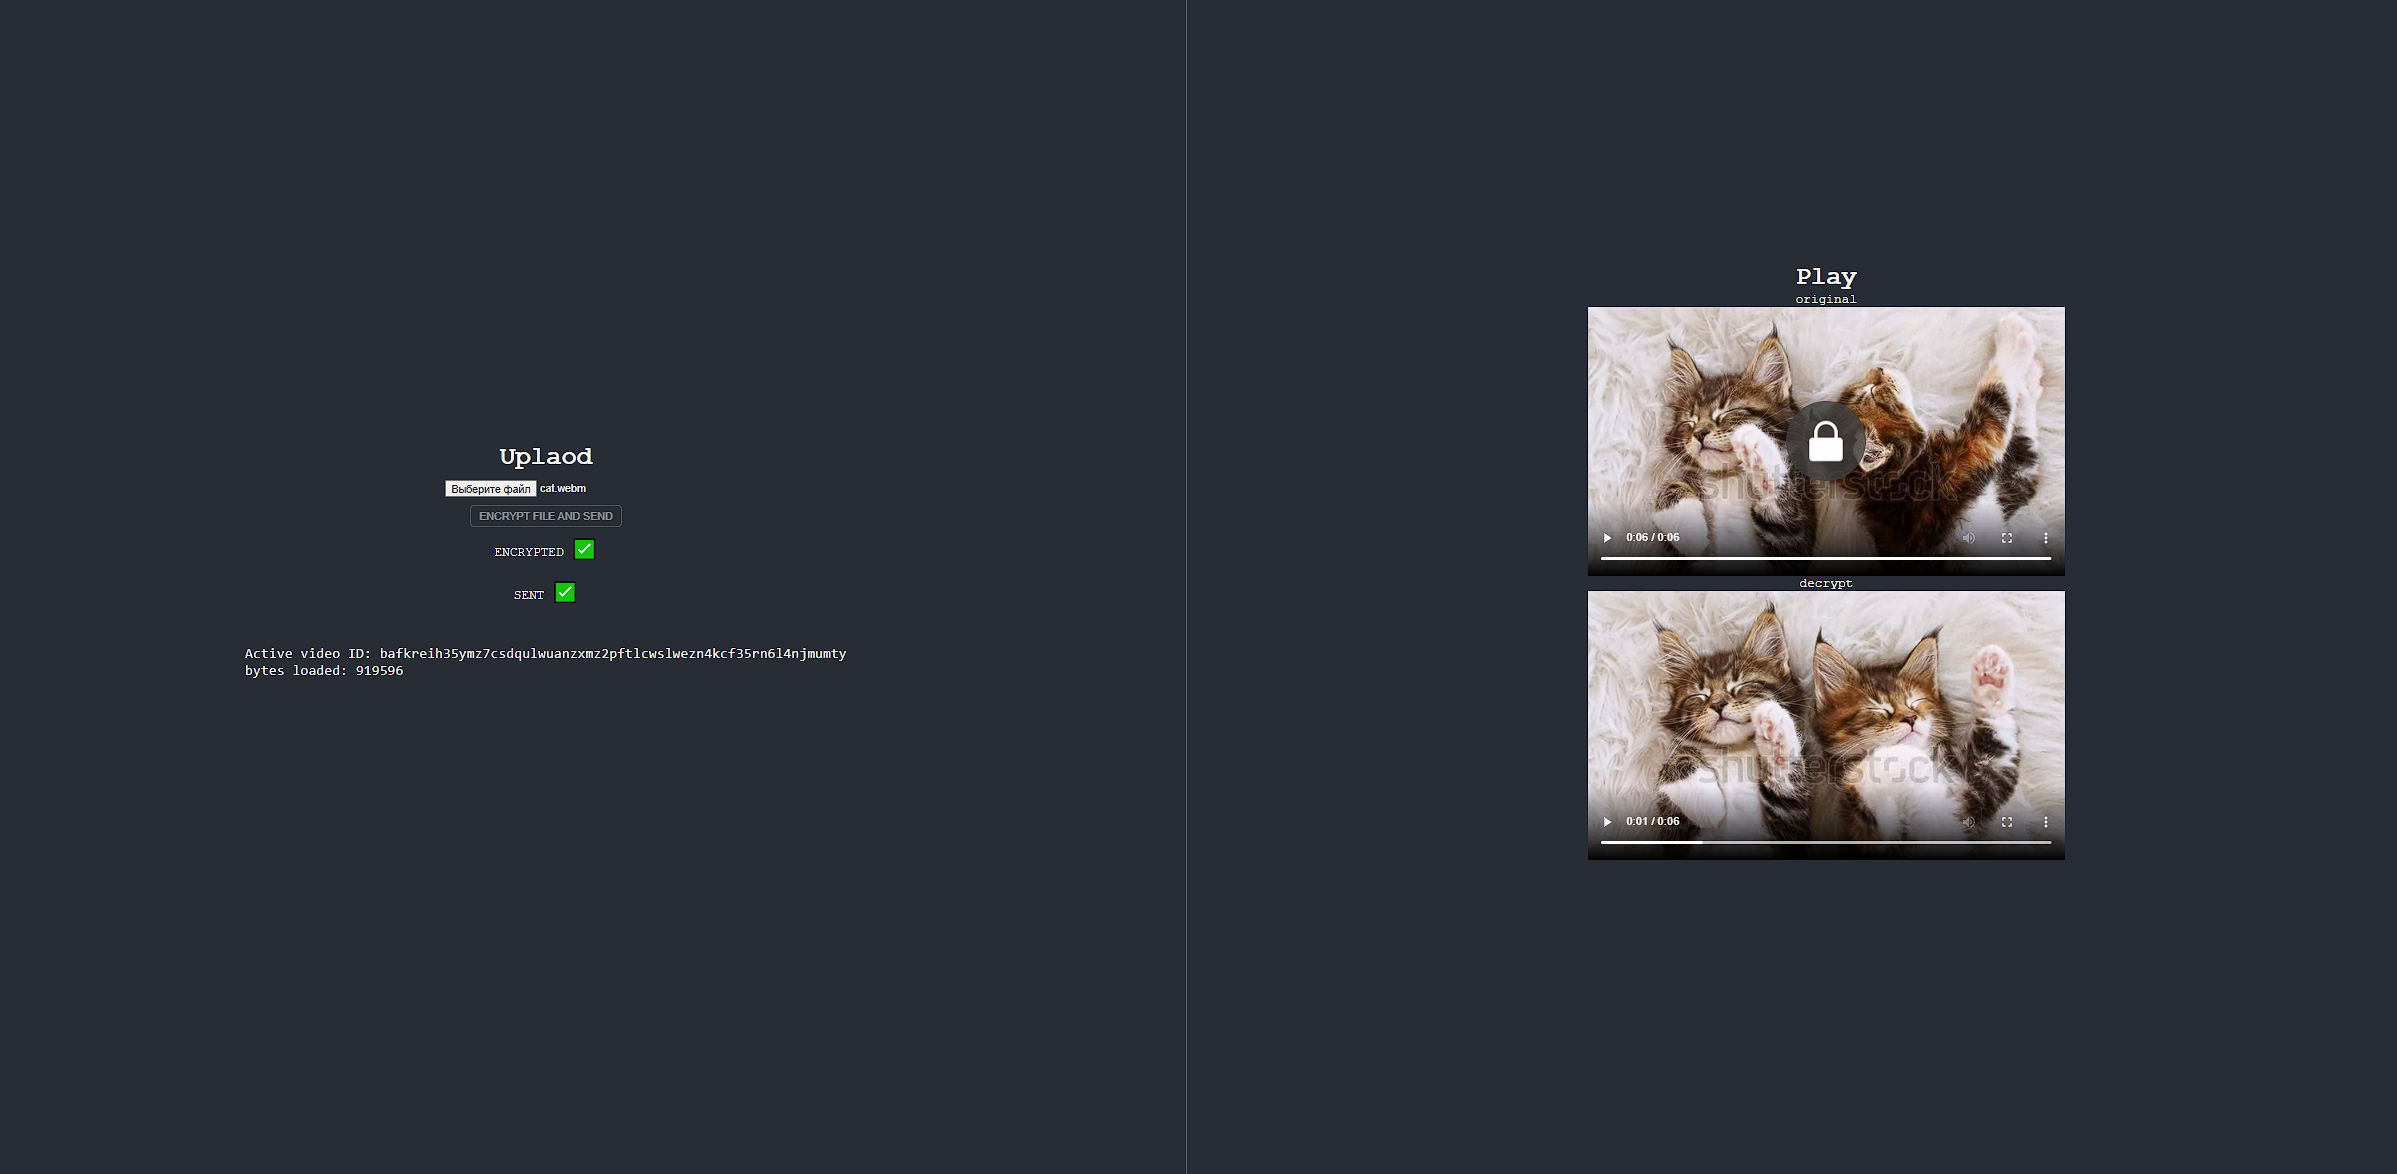 Uplaod
Выберите файл cat.webm
ENCRYPT FILE AND SEND
ENCRYPTED
SENT
Active video ID: bafkreih35ymz7csdqulwuanzxmz2pftlcwslwezn4kcf35rn6l4njmumty
bytes loaded: 919596
Play
original
shutterstock
0:06 / 0:06
decrypt
shutterstock
0:01 / 0:06